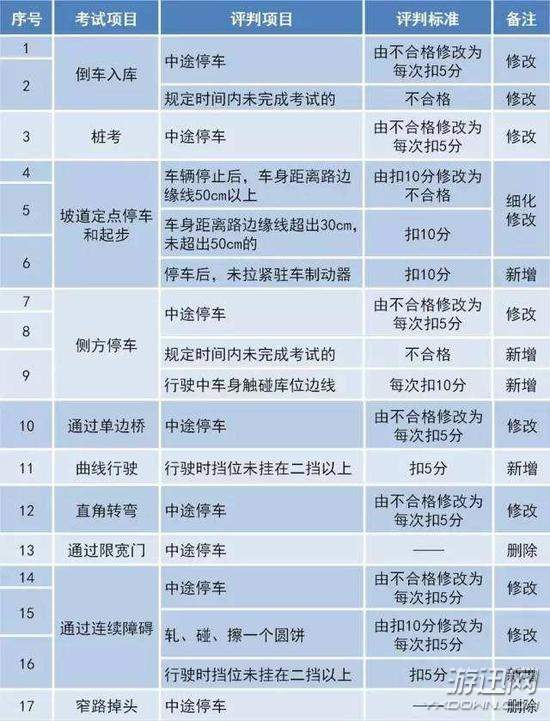 序号 考试项目 评判项目 评判标准 备注
1 倒车入库 中途停车 由不合格修改为每次扣5分 修改
2 规定时间内未完成考试的 不合格 修改
3 桩考 中途停车 由不合格修改为每次扣5分 修改
4 坡道定点停车和起步 车辆停止后，车身距离路边缘线50cm以上 由扣10分修改为不合格 细化修改
5 车身距离路边缘线超出30cm，未超出50cm的 扣10分
6 停车后，未拉紧驻车制动器 扣10分 新增
7 侧方停车 中途停车 由不合格修改为每次扣5分 修改
8 规定时间内未完成考试的 不合格 新增
9 行驶中车身触碰库位边线 每次扣10分 新增
10 通过单边桥 中途停车 由不合格修改为每次扣5分 修改
11 曲线行驶 行驶时挡位未挂在二挡以上 扣5分 新增
12 直角转弯 中途停车 由不合格修改为每次扣5分 修改
13 通过限宽门 中途停车 —— 删除
14 通过连续障碍 中途停车 由不合格修改为每次扣5分 修改
15 轧、碰、擦一个圆饼 由扣10分修改为每次扣5分 修改
16 行驶时挡位未挂在二挡以上 扣5分 新增
17 窄路掉头 中途停车 —— 删除
游迅网